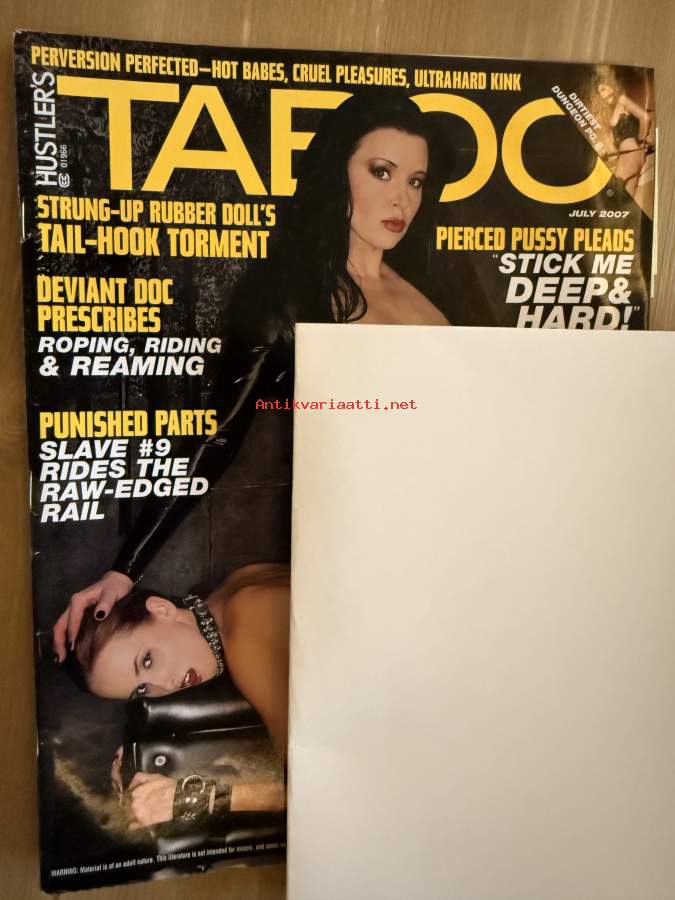 PERVERSION PERFECTED—HOT BABES, CRUEL PLEASURES, ULTRAHARD KINK
HUSTLER'S
TABOO
01966
DIRTIEST
DUNGEON PG.
®
JULY 2007
STRUNG-UP RUBBER DOLL'S
TAIL-HOOK TORMENT
PIERCED PUSSY PLEADS
"STICK ME
DEEP &
HARD!"
DEVIANT DOC
PRESCRIBES
ROPING, RIDING
& REAMING
Antikvariaatti.net
PUNISHED PARTS
SLAVE #9
RIDES THE
RAW-EDGED
RAIL
WARNING: Material is of an adult nature. This literature is not intended for minors, and under